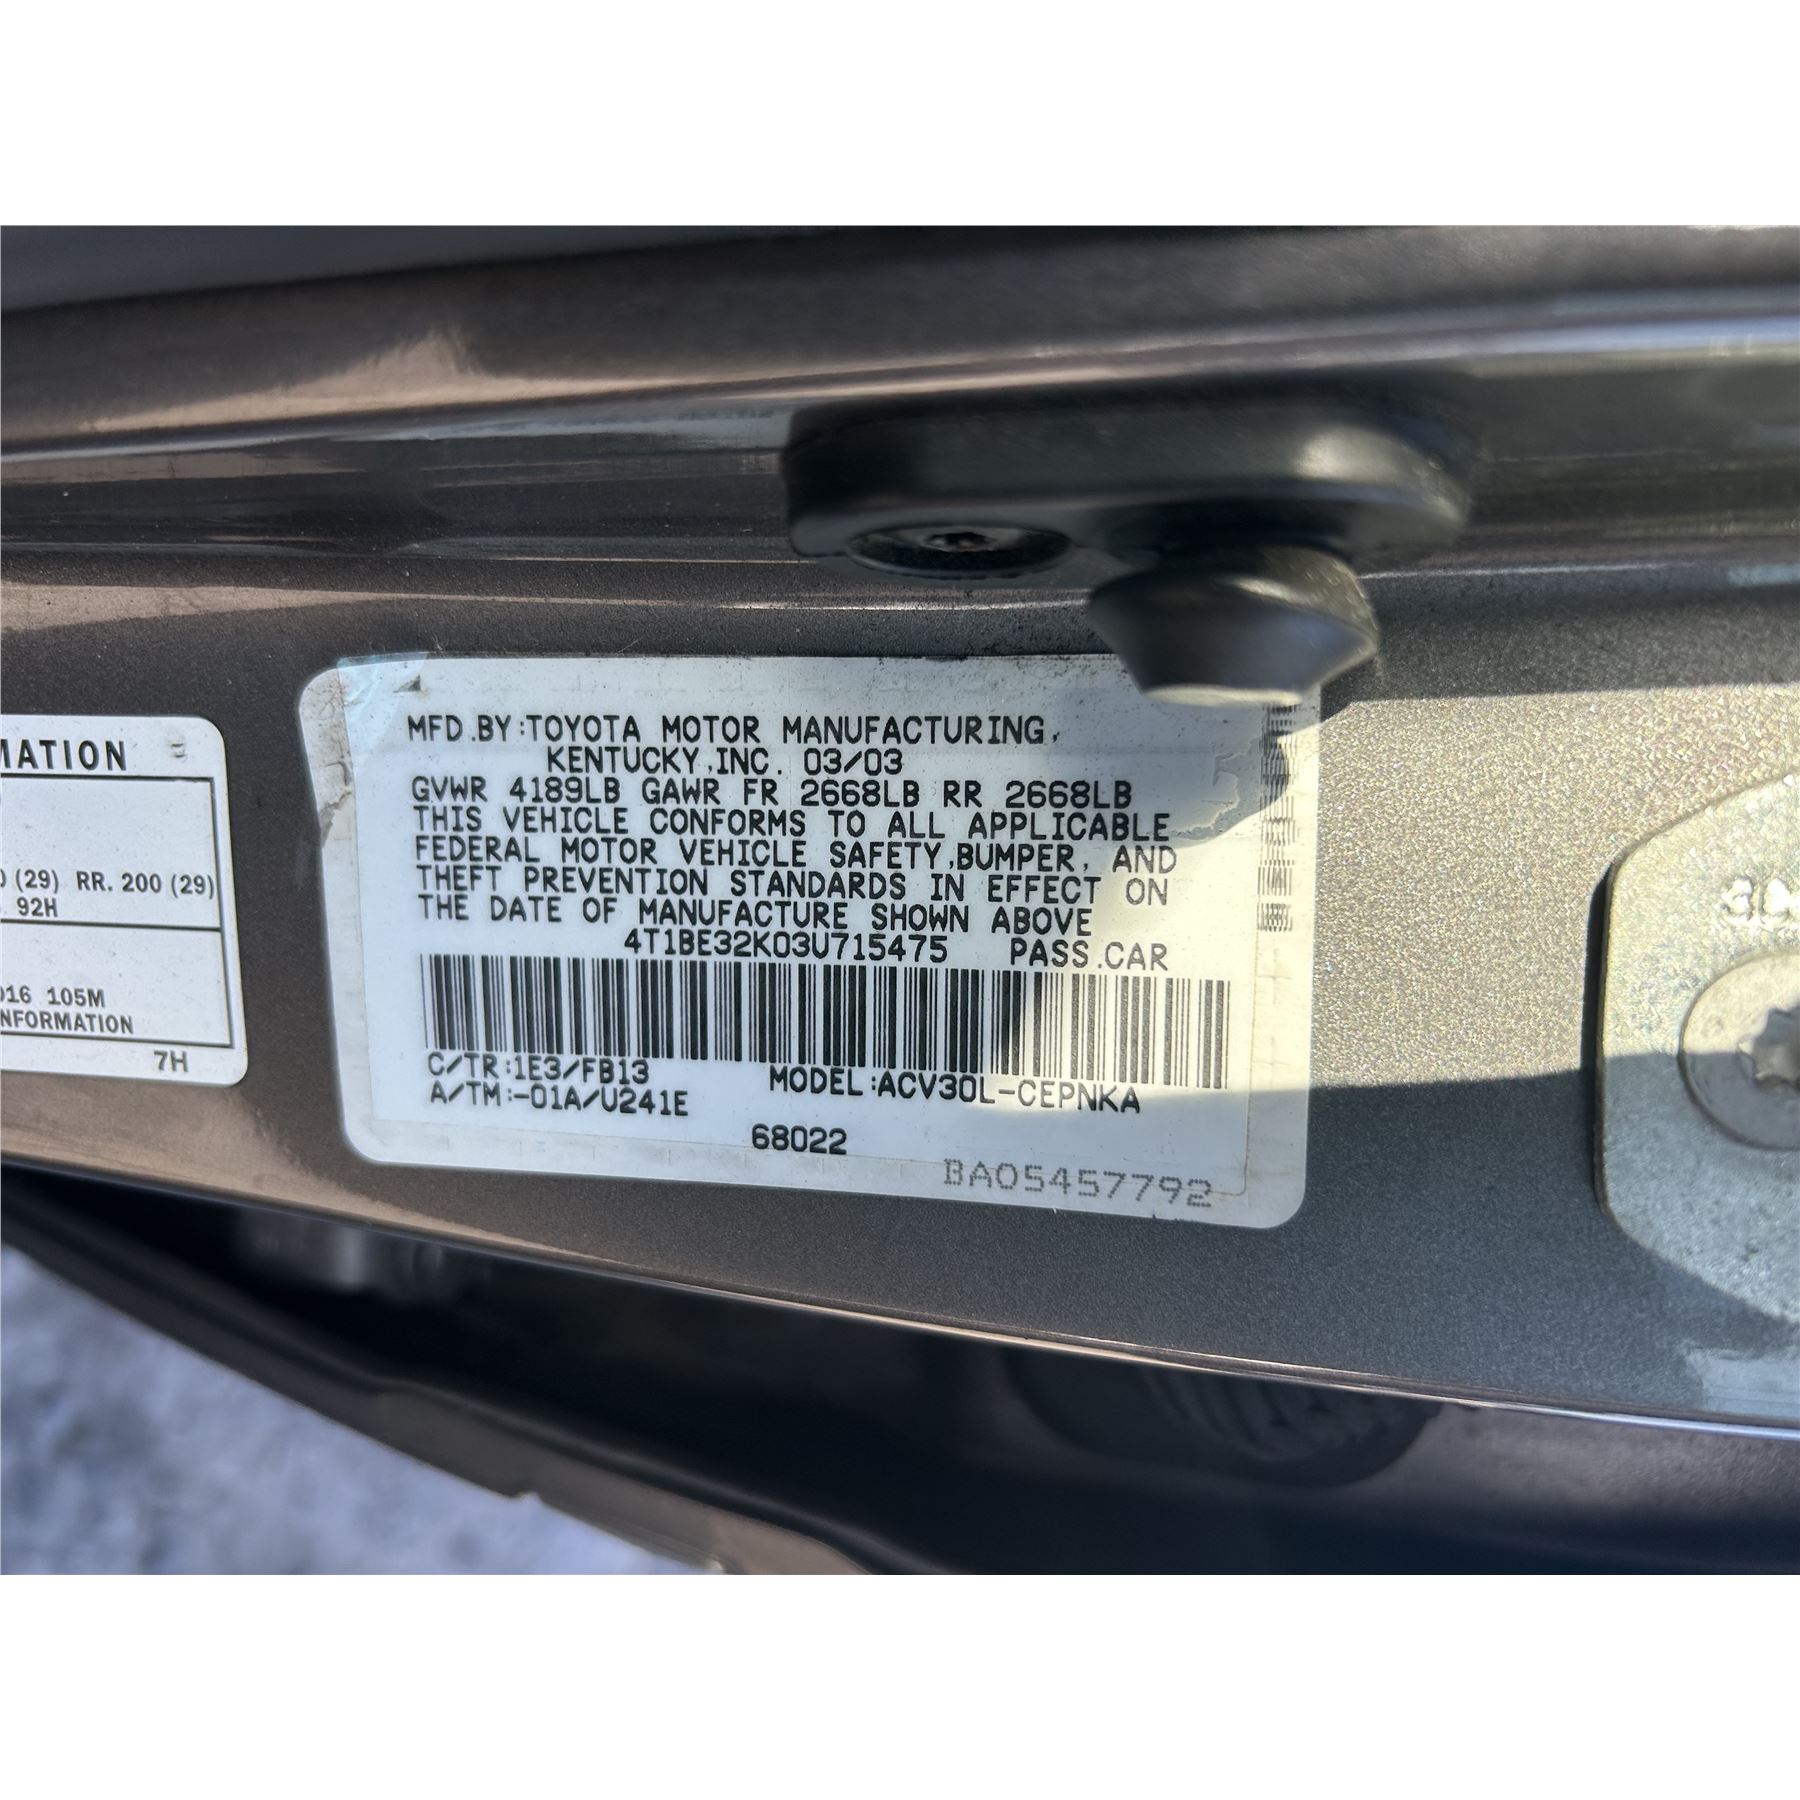 MATION
(29) RR. 200 (29)
92H
016 105M
NFORMATION
7H
MFD.BY:TOYOTA MOTOR MANUFACTURING,
KENTUCKY,INC. 03/03
GVWR 4189LB GAWR FR 2668LB RR 2668LB
THIS VEHICLE CONFORMS TO ALL APPLICABLE
FEDERAL MOTOR VEHICLE SAFETY,BUMPER, AND
THEFT PREVENTION STANDARDS IN EFFECT ON
THE DATE OF MANUFACTURE SHOWN ABOVE
4T1BE32K03U715475 PASS.CAR
C/TR:1E3/FB13
A/TM:-01A/U241E
MODEL:ACV30L-CEPNKA
68022
BA05457792